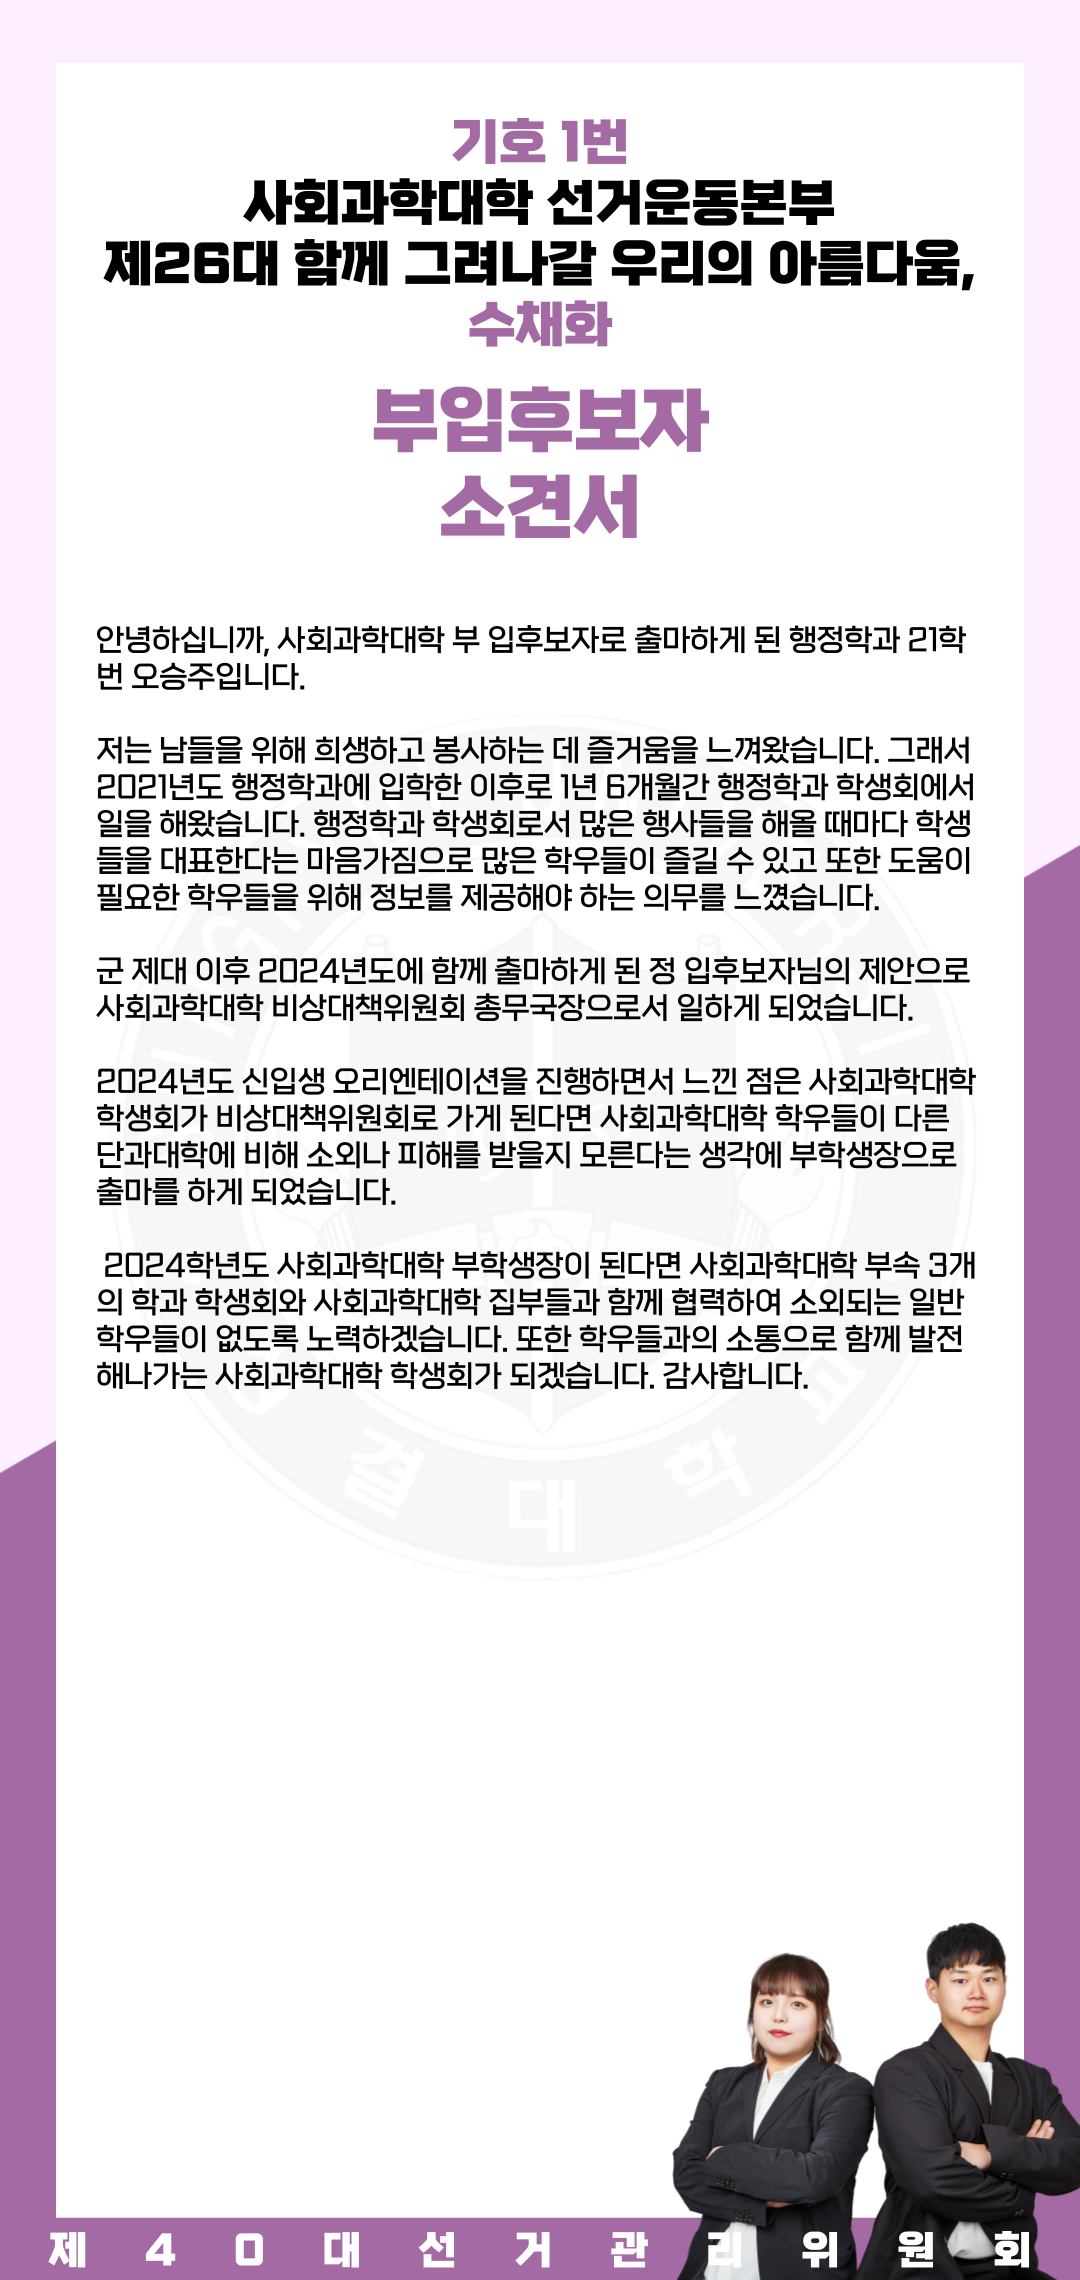 기호 1번
사회과학대학 선거운동본부
제26대 함께 그려나갈 우리의 아름다움,
수채화
부입후보자
소견서
안녕하십니까, 사회과학대학 부 입후보자로 출마하게 된 행정학과 21학
번 오승주입니다.
저는 남들을 위해 희생하고 봉사하는 데 즐거움을 느껴왔습니다. 그래서
2021년도 행정학과에 입학한 이후로 1년 6개월간 행정학과 학생회에서
일을 해왔습니다. 행정학과 학생회로서 많은 행사들을 해올 때마다 학생
들을 대표한다는 마음가짐으로 많은 학우들이 즐길 수 있고 또한 도움이
필요한 학우들을 위해 정보를 제공해야 하는 의무를 느꼈습니다.
군 제대 이후 2024년도에 함께 출마하게 된 정 입후보자님의 제안으로
사회과학대학 비상대책위원회 총무국장으로서 일하게 되었습니다.
2024년도 신입생 오리엔테이션을 진행하면서 느낀 점은 사회과학대학
학생회가 비상대책위원회로 가게 된다면 사회과학대학 학우들이 다른
단과대학에 비해 소외나 피해를 받을지 모른다는 생각에 부학생장으로
출마를 하게 되었습니다.
2024학년도 사회과학대학 부학생장이 된다면 사회과학대학 부속 3개
의 학과 학생회와 사회과학대학 집부들과 함께 협력하여 소외되는 일반
학우들이 없도록 노력하겠습니다. 또한 학우들과의 소통으로 함께 발전
해나가는 사회과학대학 학생회가 되겠습니다. 감사합니다.
결대학교
제40대선거관리위원회